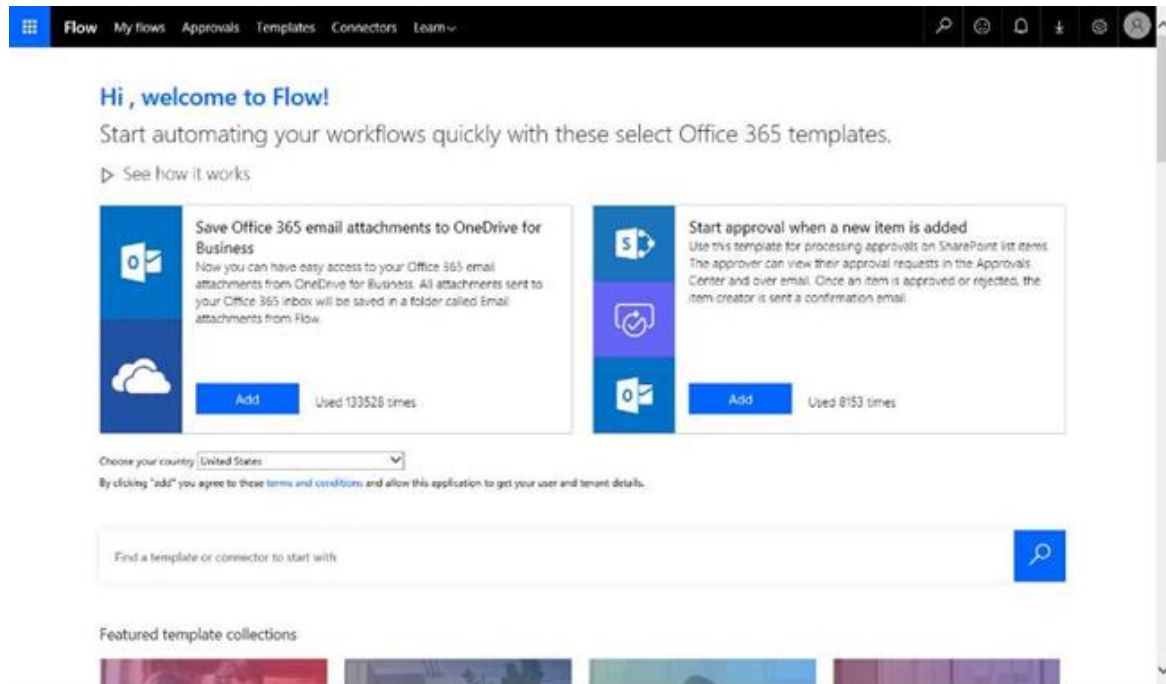 Flow My flows Approvals Templates Connectors Learn
Hi , welcome to Flow!
Start automating your workflows quickly with these select Office 365 templates.
See how it works
Save Office 365 email attachments to OneDrive for
Business
Now you can have easy access to your Office 365 email
attachments from OneDrive for Business. All attachments sent to
your Office 365 inbox will be saved in a folder called Email
attachments from Flow.
Add Used 133528 times
Start approval when a new item is added
Use this template for processing approvals on SharePoint list items.
The approver can view their approval requests in the Approvals
Center and over email. Once an item is approved or rejected, the
item creator is sent a confirmation email.
Add Used 8153 times
Choose your country United States
By clicking "add" you agree to these terms and conditions and allow this application to get your user and tenant details.
Find a template or connector to start with
Featured template collections